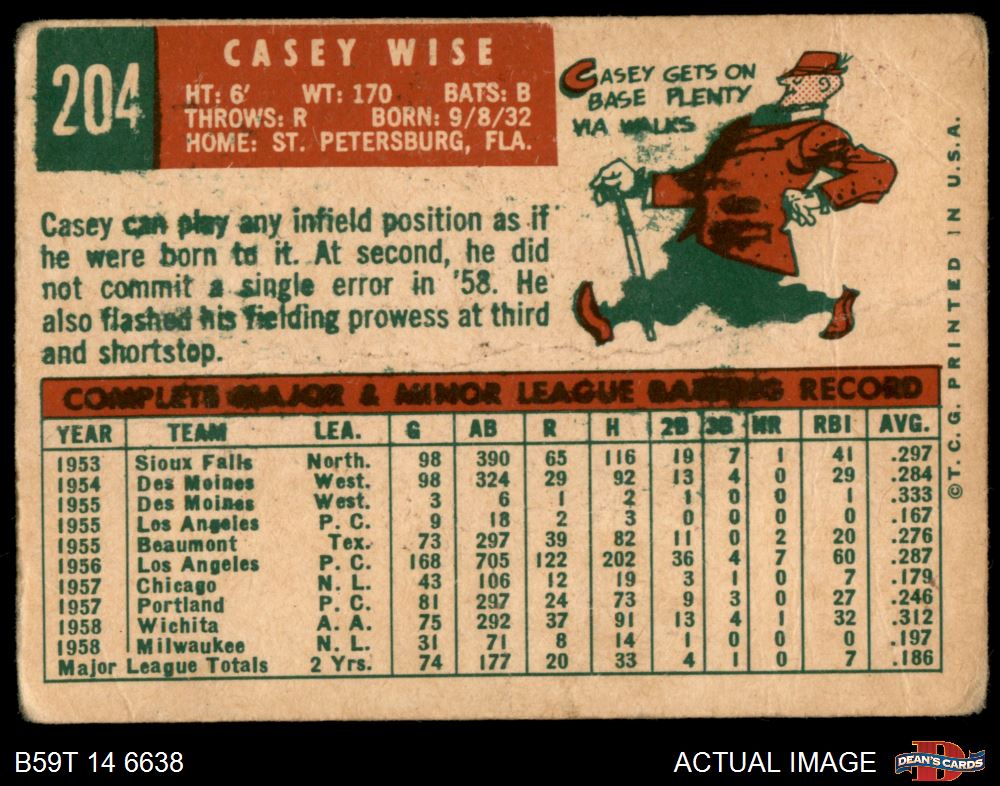 204
CASEY WISE
HT: 6' WT: 170 BATS: B
THROWS: R BORN: 9/8/32
HOME: ST. PETERSBURG, FLA.
CASEY GETS ON
BASE PLENTY
VIA WALKS
Casey can play any infield position as if
he were born to it. At second, he did
not commit a single error in '58. He
also flashed his fielding prowess at third
and shortstop.
COMPLETE MAJOR & MINOR LEAGUE BATTING RECORD
YEAR TEAM LEA. G AB R H 2B 3B HR RBI AVG.
1953 Sioux Falls North. 98 390 65 116 19 7 1 41 .297
1954 Des Moines West. 98 324 29 92 13 4 0 29 .284
1955 Des Moines West. 3 6 1 2 1 0 0 1 .333
1955 Los Angeles P. C. 9 18 2 3 0 0 0 0 .167
1955 Beaumont Tex. 73 297 39 82 11 0 2 20 .276
1956 Los Angeles P. C. 168 705 122 202 36 4 7 60 .287
1957 Chicago N. L. 43 106 12 19 3 1 0 7 .179
1957 Portland P. C. 81 297 24 73 9 3 0 27 .246
1958 Wichita A. A. 75 292 37 91 13 4 1 32 .312
1958 Milwaukee N. L. 31 71 8 14 1 0 0 0 .197
Major League Totals 2 Yrs. 74 177 20 33 4 1 0 7 .186
© T. C. G. PRINTED IN U.S.A.
B59T 14 6638
ACTUAL IMAGE
DEAN'S CARDS